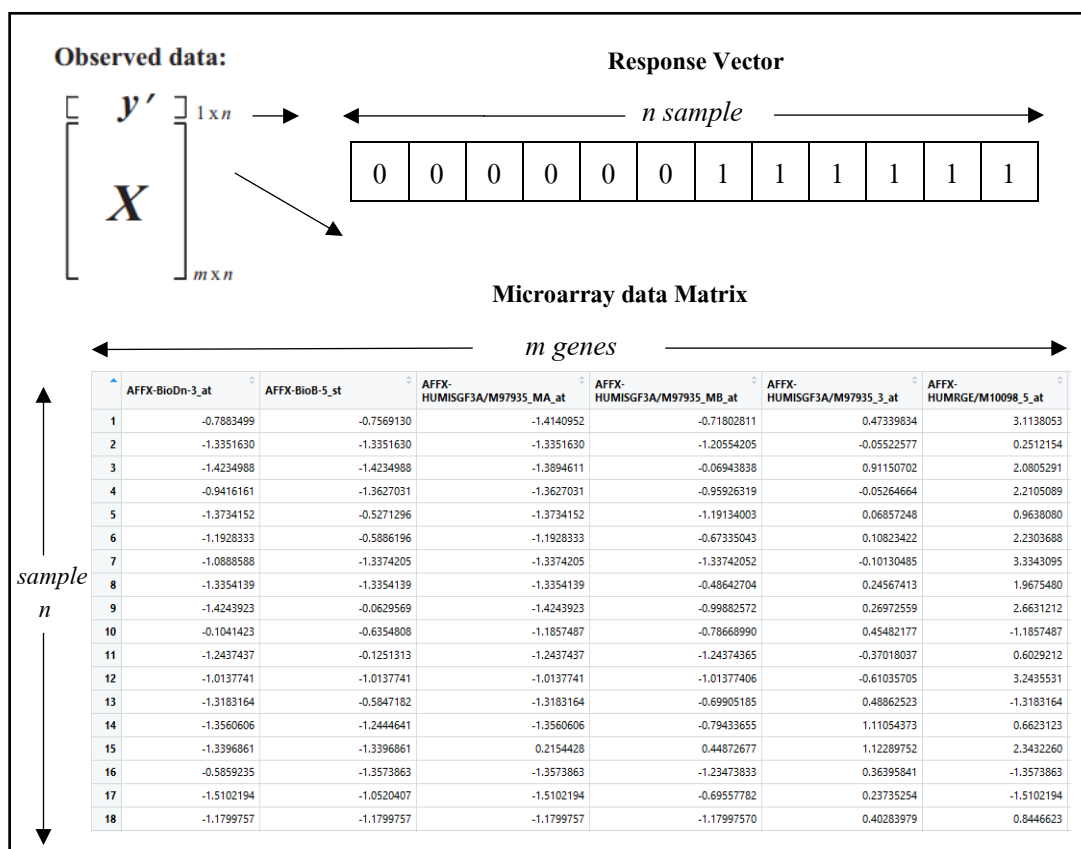 Observed data:
Response Vector
[ y′ ] 1 x n
n sample
0 0 0 0 0 0 1 1 1 1 1 1
X
m x n
Microarray data Matrix
m genes
AFFX-BioDn-3_at AFFX-BioB-5_st AFFX- AFFX- AFFX- AFFX-
HUMISGF3A/M97935_MA_at HUMISGF3A/M97935_MB_at HUMISGF3A/M97935_3_at HUMRGE/M10098_5_at
1 -0.7883499 -0.7569130 -1.4140952 -0.71802811 0.47339834 3.1138053
2 -1.3351630 -1.3351630 -1.3351630 -1.20554205 -0.05522577 0.2512154
3 -1.4234988 -1.4234988 -1.3894611 -0.06943838 0.91150702 2.0805291
4 -0.9416161 -1.3627031 -1.3627031 -0.95926319 -0.05264664 2.2105089
5 -1.3734152 -0.5271296 -1.3734152 -1.19134003 0.06857248 0.9638080
6 -1.1928333 -0.5886196 -1.1928333 -0.67335043 0.10823422 2.2303688
7 -1.0888588 -1.3374205 -1.3374205 -1.33742052 -0.10130485 3.3343095
sample
8 -1.3354139 -1.3354139 -1.3354139 -0.48642704 0.24567413 1.9675480
n
9 -1.4243923 -0.0629569 -1.4243923 -0.99882572 0.26972559 2.6631212
10 -0.1041423 -0.6354808 -1.1857487 -0.78668990 0.45482177 -1.1857487
11 -1.2437437 -0.1251313 -1.2437437 -1.24374365 -0.37018037 0.6029212
12 -1.0137741 -1.0137741 -1.0137741 -1.01377406 -0.61035705 3.2435531
13 -1.3183164 -0.5847182 -1.3183164 -0.69905185 0.48862523 -1.3183164
14 -1.3560606 -1.2444641 -1.3560606 -0.79433655 1.11054373 0.6623123
15 -1.3396861 -1.3396861 0.2154428 0.44872677 1.12289752 2.3432260
16 -0.5859235 -1.3573863 -1.3573863 -1.23473833 0.36395841 -1.3573863
17 -1.5102194 -1.0520407 -1.5102194 -0.69557782 0.23735254 -1.5102194
18 -1.1799757 -1.1799757 -1.1799757 -1.17997570 0.40283979 0.8446623